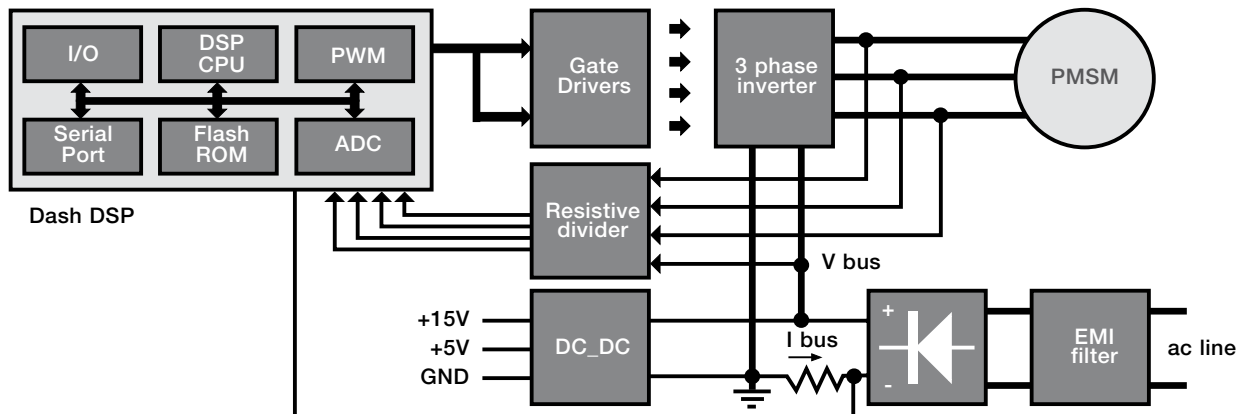 I/O
DSP
CPU
PWM
Serial
Port
Flash
ROM
ADC
Dash DSP
Gate
Drivers
3 phase
inverter
PMSM
Resistive
divider
V bus
+15V
+5V
GND
DC_DC
I bus
+
-
EMI
filter
ac line